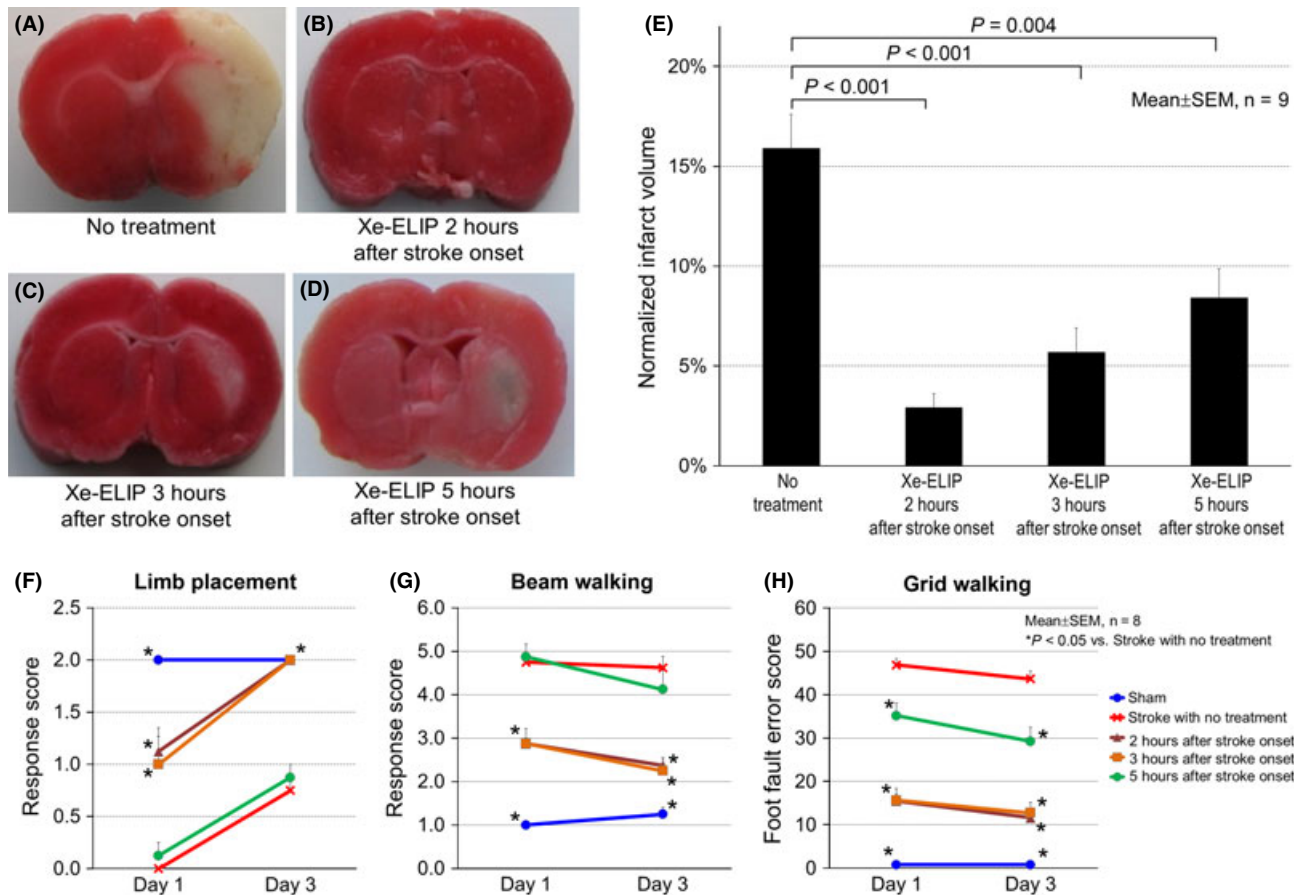 (A)
No treatment
(B)
Xe-ELIP 2 hours
after stroke onset
(C)
Xe-ELIP 3 hours
after stroke onset
(D)
Xe-ELIP 5 hours
after stroke onset
(E)
P = 0.004
P < 0.001
P < 0.001
Mean±SEM, n = 9
Normalized infarct volume
20%
15%
10%
5%
0%
No
treatment
Xe-ELIP
2 hours
after stroke onset
Xe-ELIP
3 hours
after stroke onset
Xe-ELIP
5 hours
after stroke onset
(F) Limb placement
Response score
2.5
2.0
1.5
1.0
0.5
0.0
* *
*
*
Day 1 Day 3
(G) Beam walking
Response score
6.0
5.0
4.0
3.0
2.0
1.0
0.0
* *
*
* *
Day 1 Day 3
(H) Grid walking
Foot fault error score
60
50
40
30
20
10
0
Mean±SEM, n = 8
*P < 0.05 vs. Stroke with no treatment
* *
* *
*
* *
Day 1 Day 3
Sham
Stroke with no treatment
2 hours after stroke onset
3 hours after stroke onset
5 hours after stroke onset